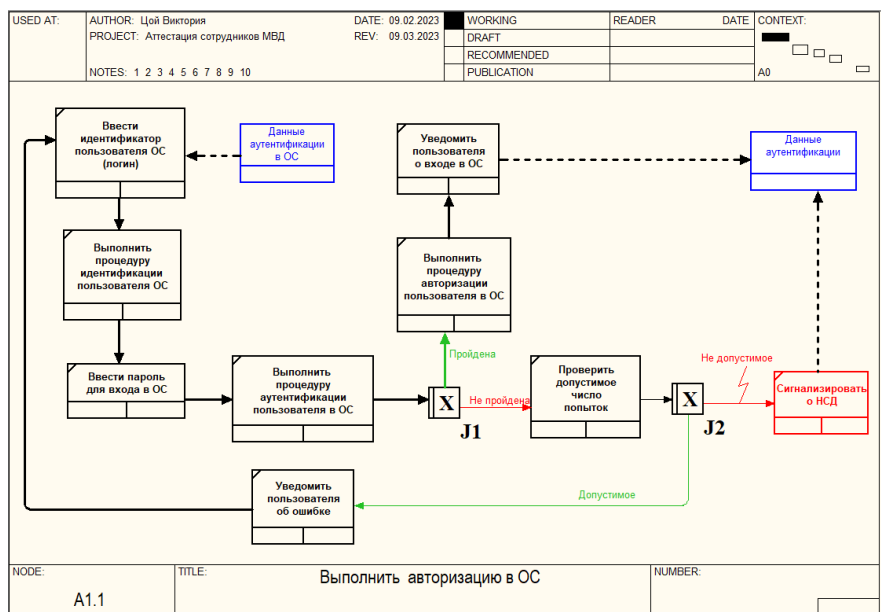 USED AT:
AUTHOR: Цой Виктория
DATE: 09.02.2023
WORKING
READER
DATE
CONTEXT:
PROJECT: Аттестация сотрудников МВД
REV: 09.03.2023
DRAFT
RECOMMENDED
NOTES: 1 2 3 4 5 6 7 8 9 10
PUBLICATION
A0
Ввести
идентификатор
пользователя ОС
(логин)
Данные
аутентификации
в ОС
Уведомить
пользователя
о входе в ОС
Данные
аутентификации
Выполнить
процедуру
идентификации
пользователя ОС
Выполнить
процедуру
авторизации
пользователя в ОС
Пройдена
Ввести пароль
для входа в ОС
Выполнить
процедуру
аутентификации
пользователя в ОС
X
J1
Не пройдена
Проверить
допустимое
число
попыток
X
J2
Не допустимое
Сигнализировать
о НСД
Уведомить
пользователя
об ошибке
Допустимое
NODE:
TITLE:
NUMBER:
A1.1
Выполнить авторизацию в ОС